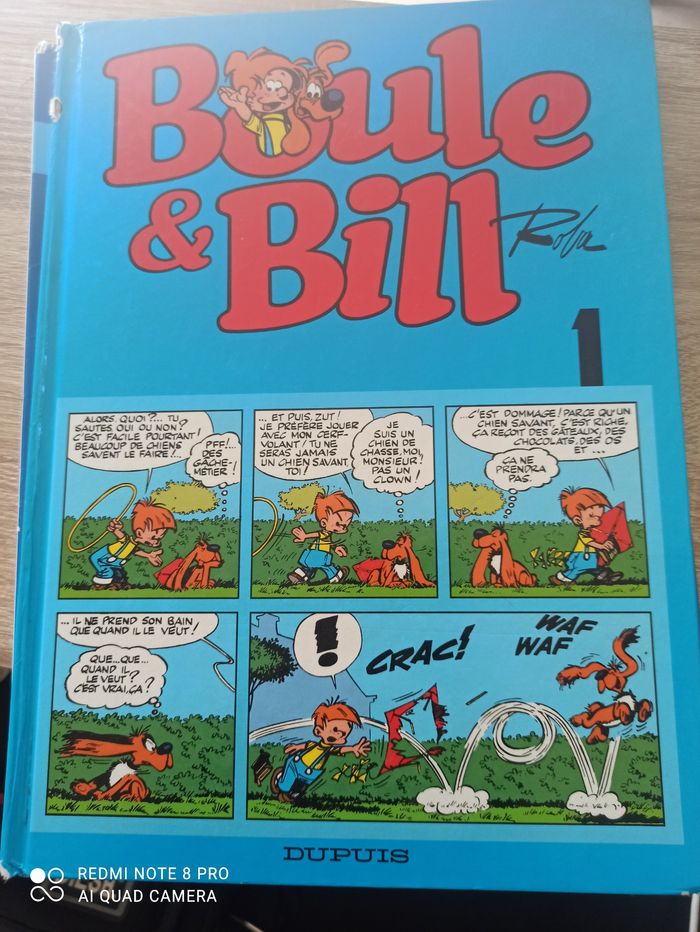 Boule
& Bill
Roba
1
ALORS, QUOI ?... TU
SAUTES OUI OU NON ?
C'EST FACILE POURTANT !
BEAUCOUP DE CHIENS
SAVENT LE FAIRE !...
PFF !...
DES
GÂCHE-
MÉTIER !
... ET PUIS, ZUT !
JE PRÉFÈRE JOUER
AVEC MON CERF-
VOLANT ! TU NE
SERAS JAMAIS
UN CHIEN SAVANT,
TOI !
JE
SUIS UN
CHIEN DE
CHASSE, MOI,
MONSIEUR !
PAS UN
CLOWN !
...C'EST DOMMAGE ! PARCE QU'UN
CHIEN SAVANT, C'EST RICHE,
ÇA REÇOIT DES GÂTEAUX, DES
CHOCOLATS, DES OS
ET ...
ÇA NE
PRENDRA
PAS.
... IL NE PREND SON BAIN
QUE QUAND IL LE VEUT !
QUE...QUE...
QUAND IL
LE VEUT ?
C'EST VRAI, ÇA ?
!
CRAC!
WAF
WAF
DUPUIS
REDMI NOTE 8 PRO
AI QUAD CAMERA